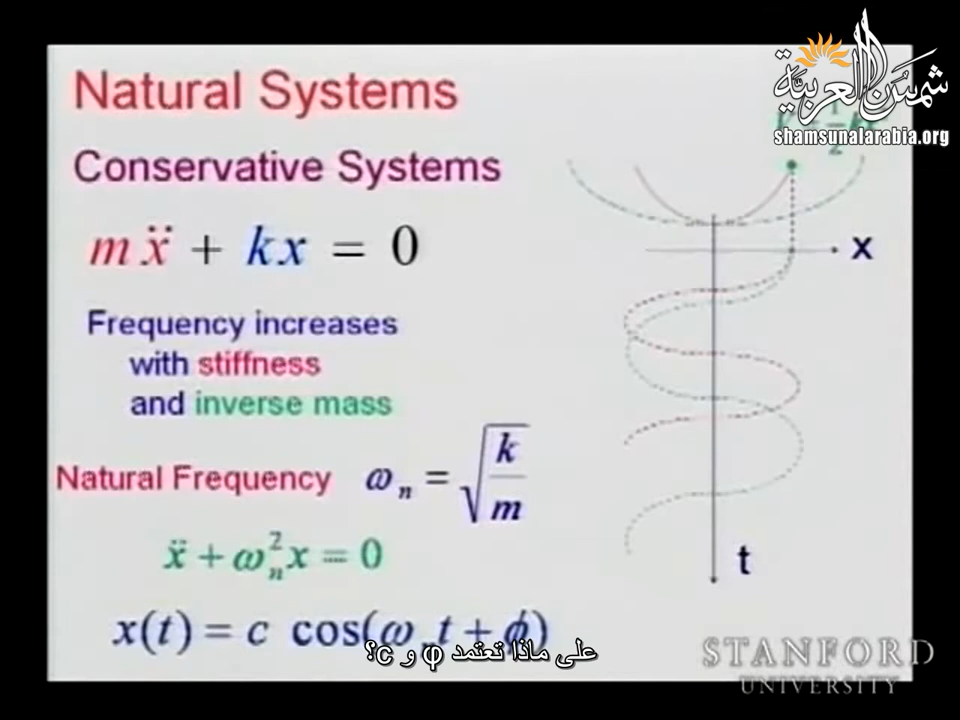 شمس العربية
shamsunalarabia.org
Natural Systems
Conservative Systems
mẍ + kx = 0
x
Frequency increases
with stiffness
and inverse mass
Natural Frequency ωₙ = √(k/m)
ẍ + ωₙ²x = 0
t
x(t) = c cos(ωₙt + ϕ)
على ماذا تعتمد φ و c؟
STANFORD
UNIVERSITY